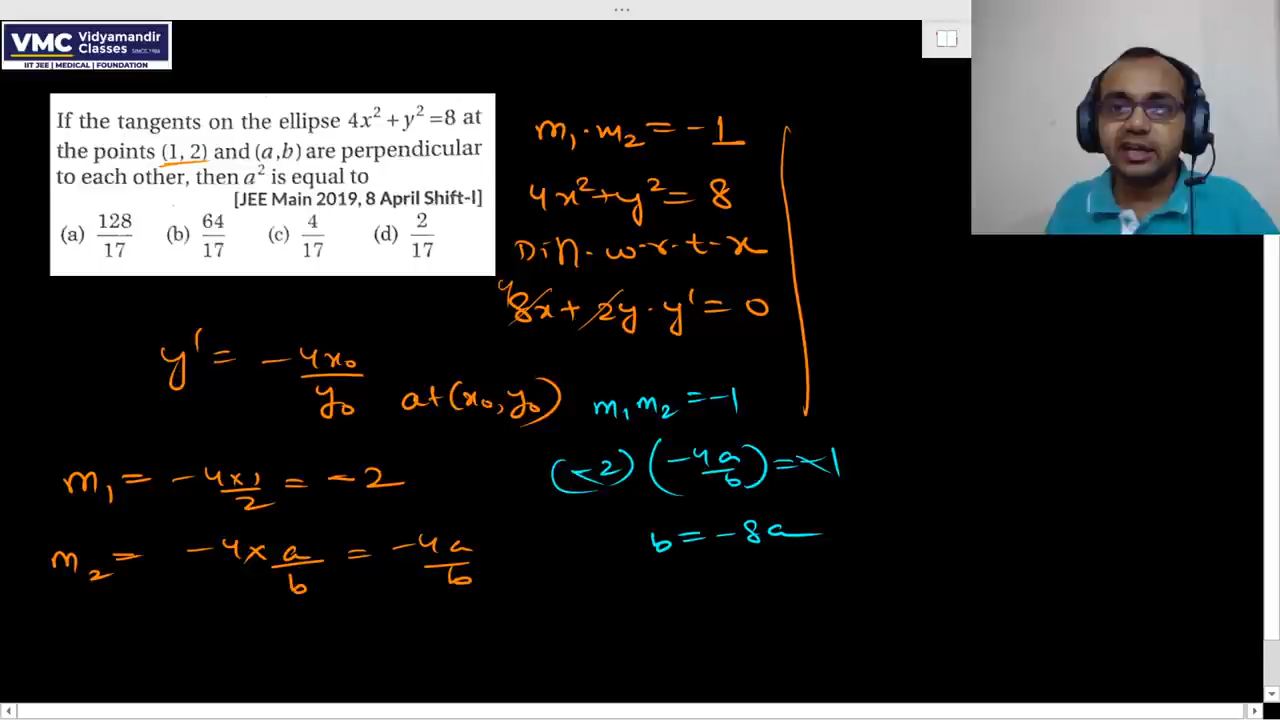 VMC Vidyamandir Classes
SINCE 1986
IIT JEE | MEDICAL | FOUNDATION
If the tangents on the ellipse 4x² + y² = 8 at
the points (1, 2) and (a, b) are perpendicular
to each other, then a² is equal to
[JEE Main 2019, 8 April Shift-I]
(a) 128/17 (b) 64/17 (c) 4/17 (d) 2/17
m₁·m₂ = -1
4x² + y² = 8
Diff. w.r.t. x
4 8x + 2y·y' = 0
y' = -4x₀/y₀ at (x₀, y₀)
m₁ = -4×1/2 = -2
m₂ = -4×a/b = -4a/b
m₁m₂ = -1
(-2)(-4a/b) = -1
b = -8a